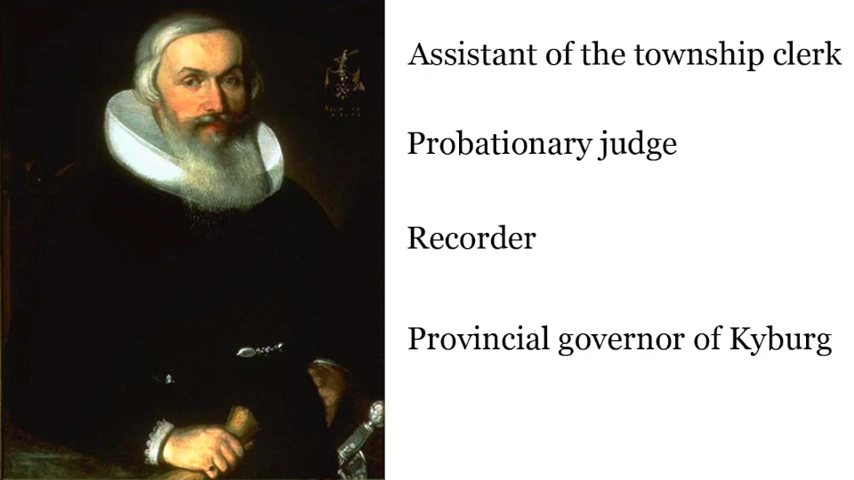 Assistant of the township clerk
Probationary judge
Recorder
Provincial governor of Kyburg